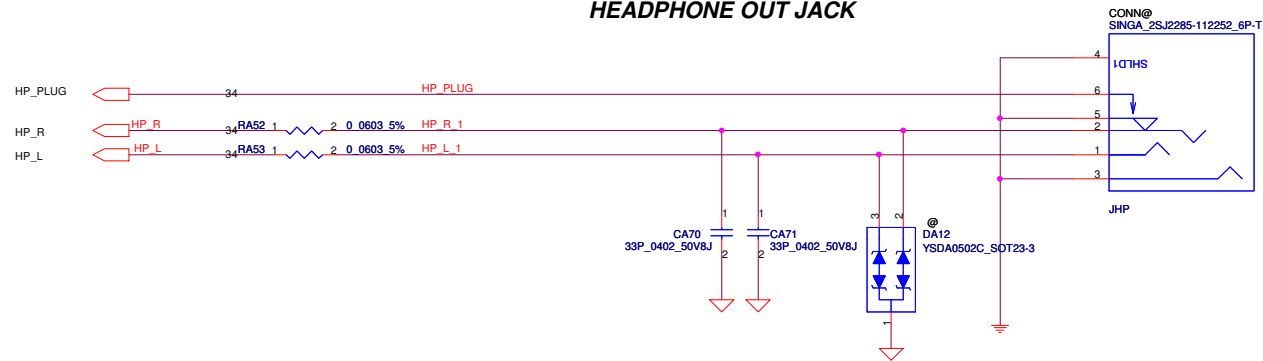 HEADPHONE OUT JACK
CONN@
SINGA_2SJ2285-112252_6P-T
4
SHLD1
HP_PLUG
34
HP_PLUG
6
5
HP_R
HP_R
34
RA52
1
2
0_0603_5%
HP_R_1
2
HP_L
HP_L
34
RA53
1
2
0_0603_5%
HP_L_1
1
3
JHP
1
1
3
2
@
CA70
CA71
DA12
33P_0402_50V8J
33P_0402_50V8J
YSDA0502C_SOT23-3
2
2
1